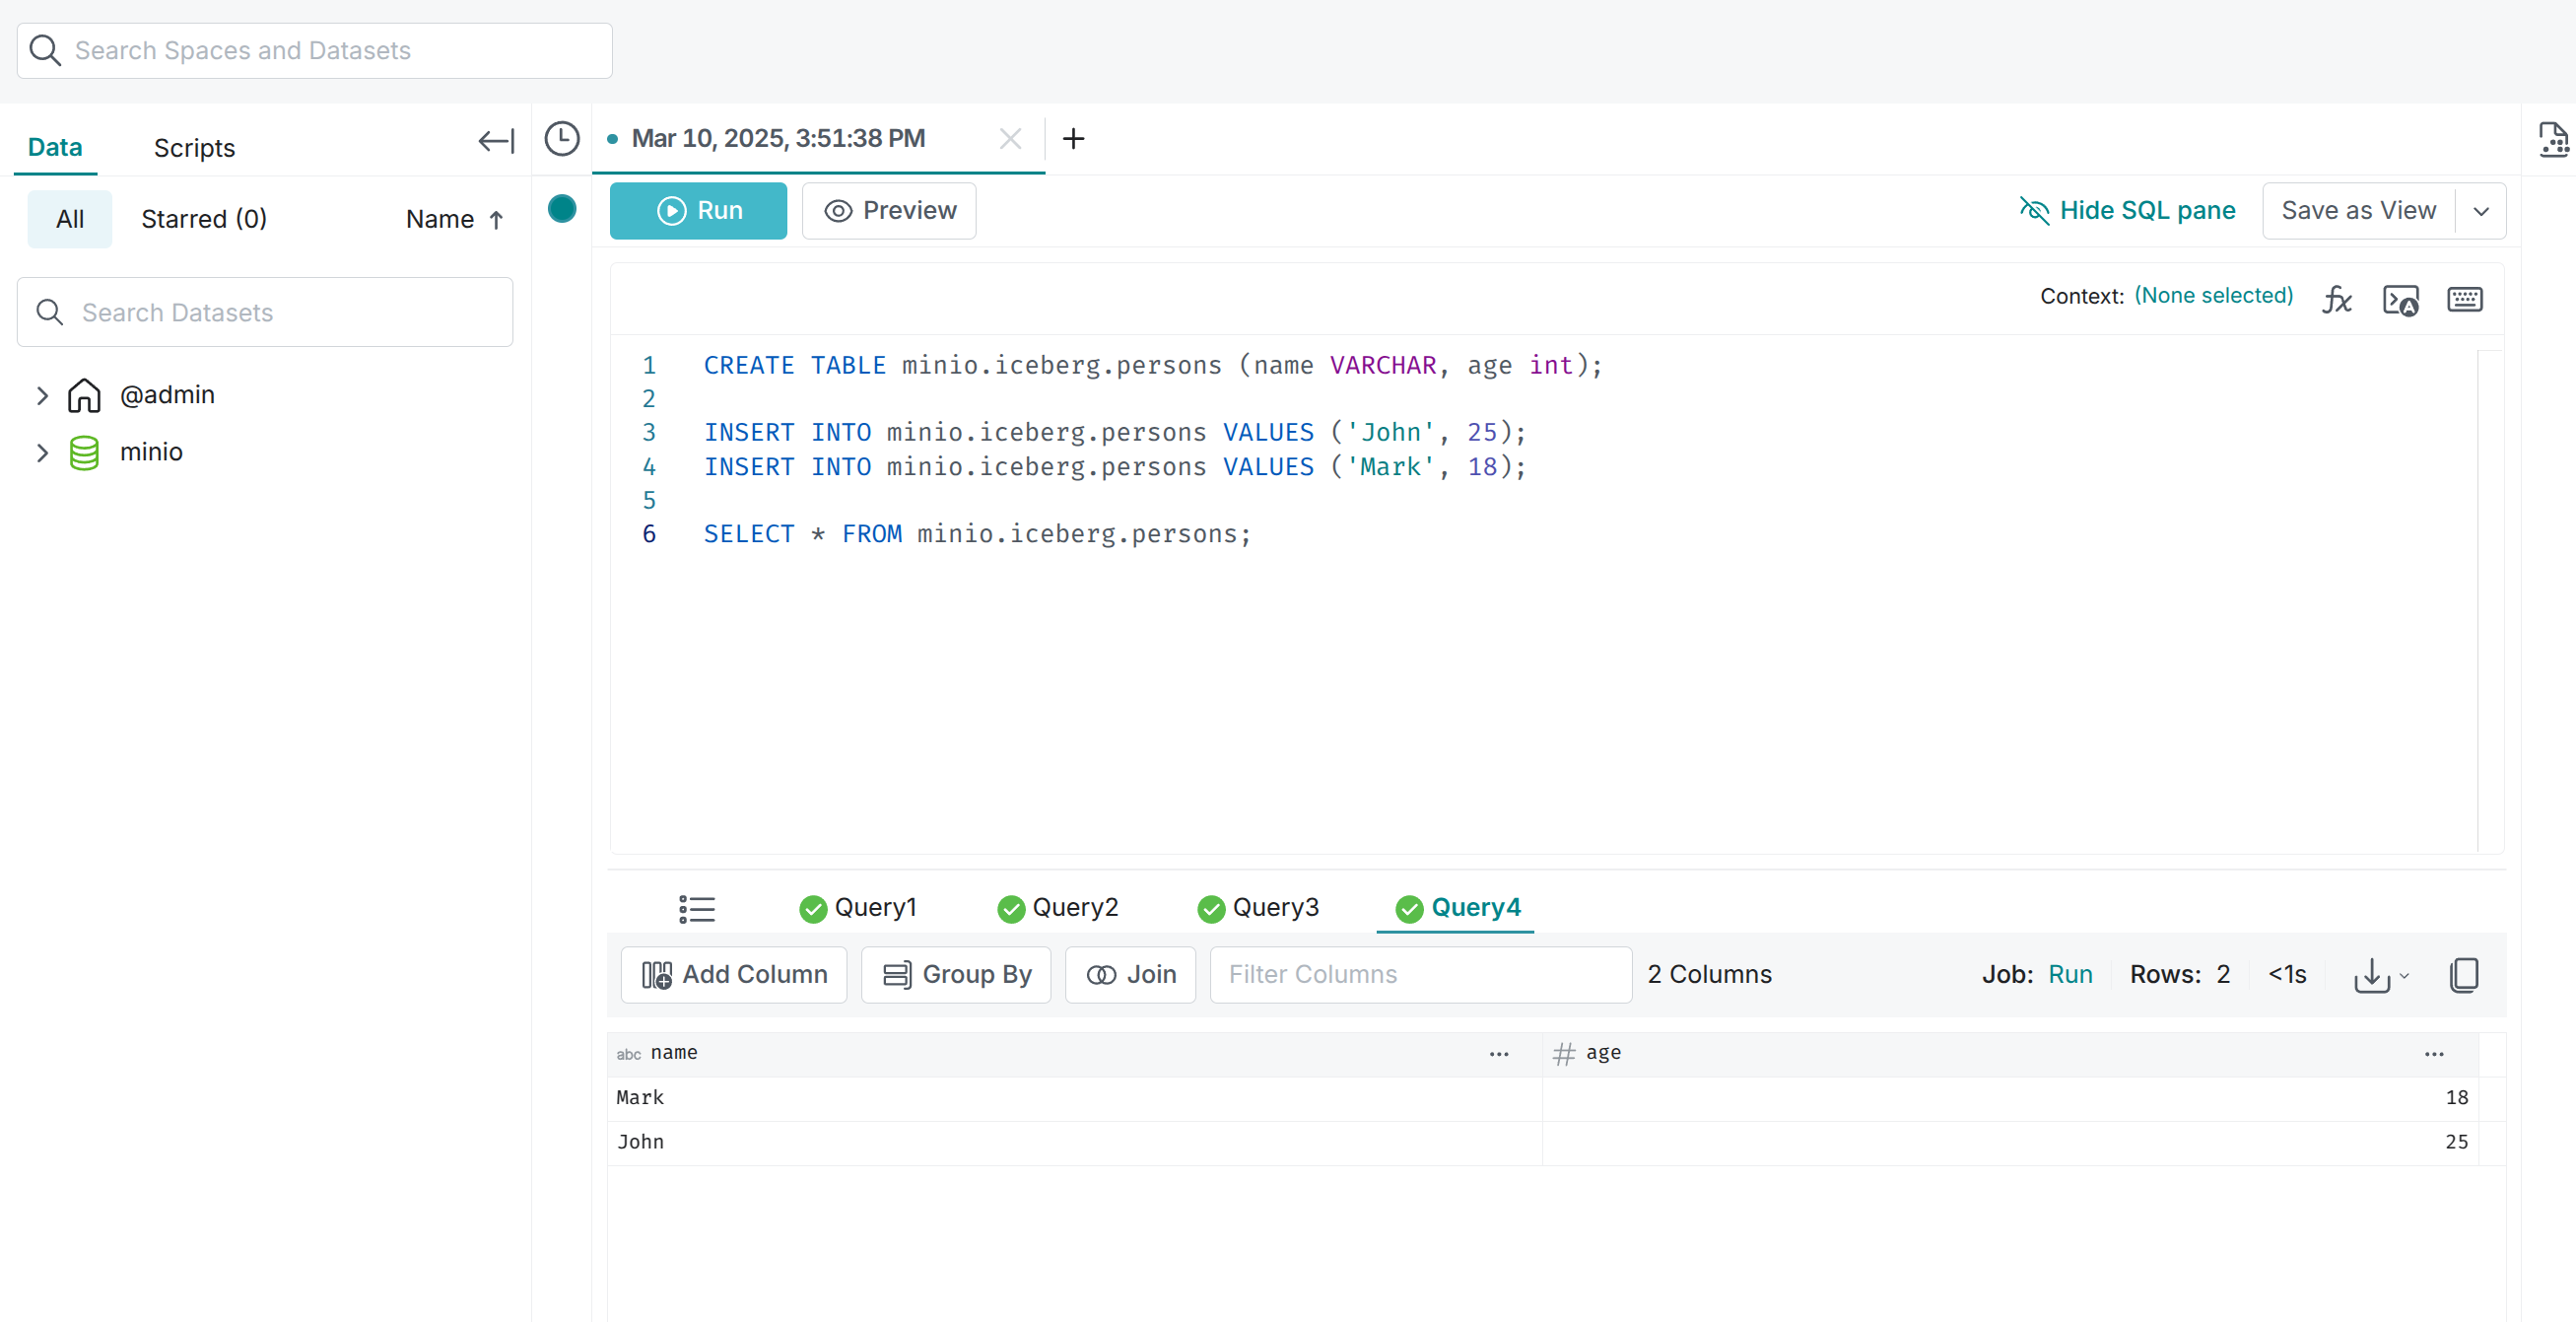 Search Spaces and Datasets
Data Scripts
Mar 10, 2025, 3:51:38 PM
All Starred (0) Name
Run Preview Hide SQL pane Save as View
Search Datasets
@admin
minio
Context: (None selected)
1 CREATE TABLE minio.iceberg.persons (name VARCHAR, age int);
2
3 INSERT INTO minio.iceberg.persons VALUES ('John', 25);
4 INSERT INTO minio.iceberg.persons VALUES ('Mark', 18);
5
6 SELECT * FROM minio.iceberg.persons;
Query1 Query2 Query3 Query4
Add Column Group By Join Filter Columns 2 Columns Job: Run Rows: 2 <1s
abc name ... # age ...
Mark 18
John 25